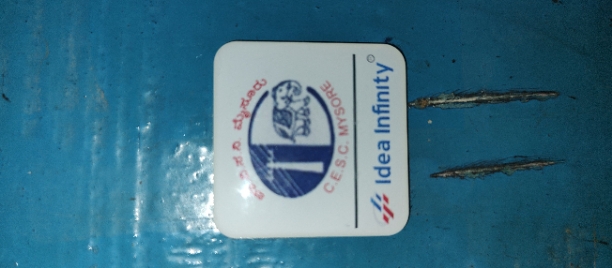 ಕ.ವಿ.ಸ.ನಿ. ಮೈಸೂರು
C.E.S.C. MYSORE
Idea Infinity